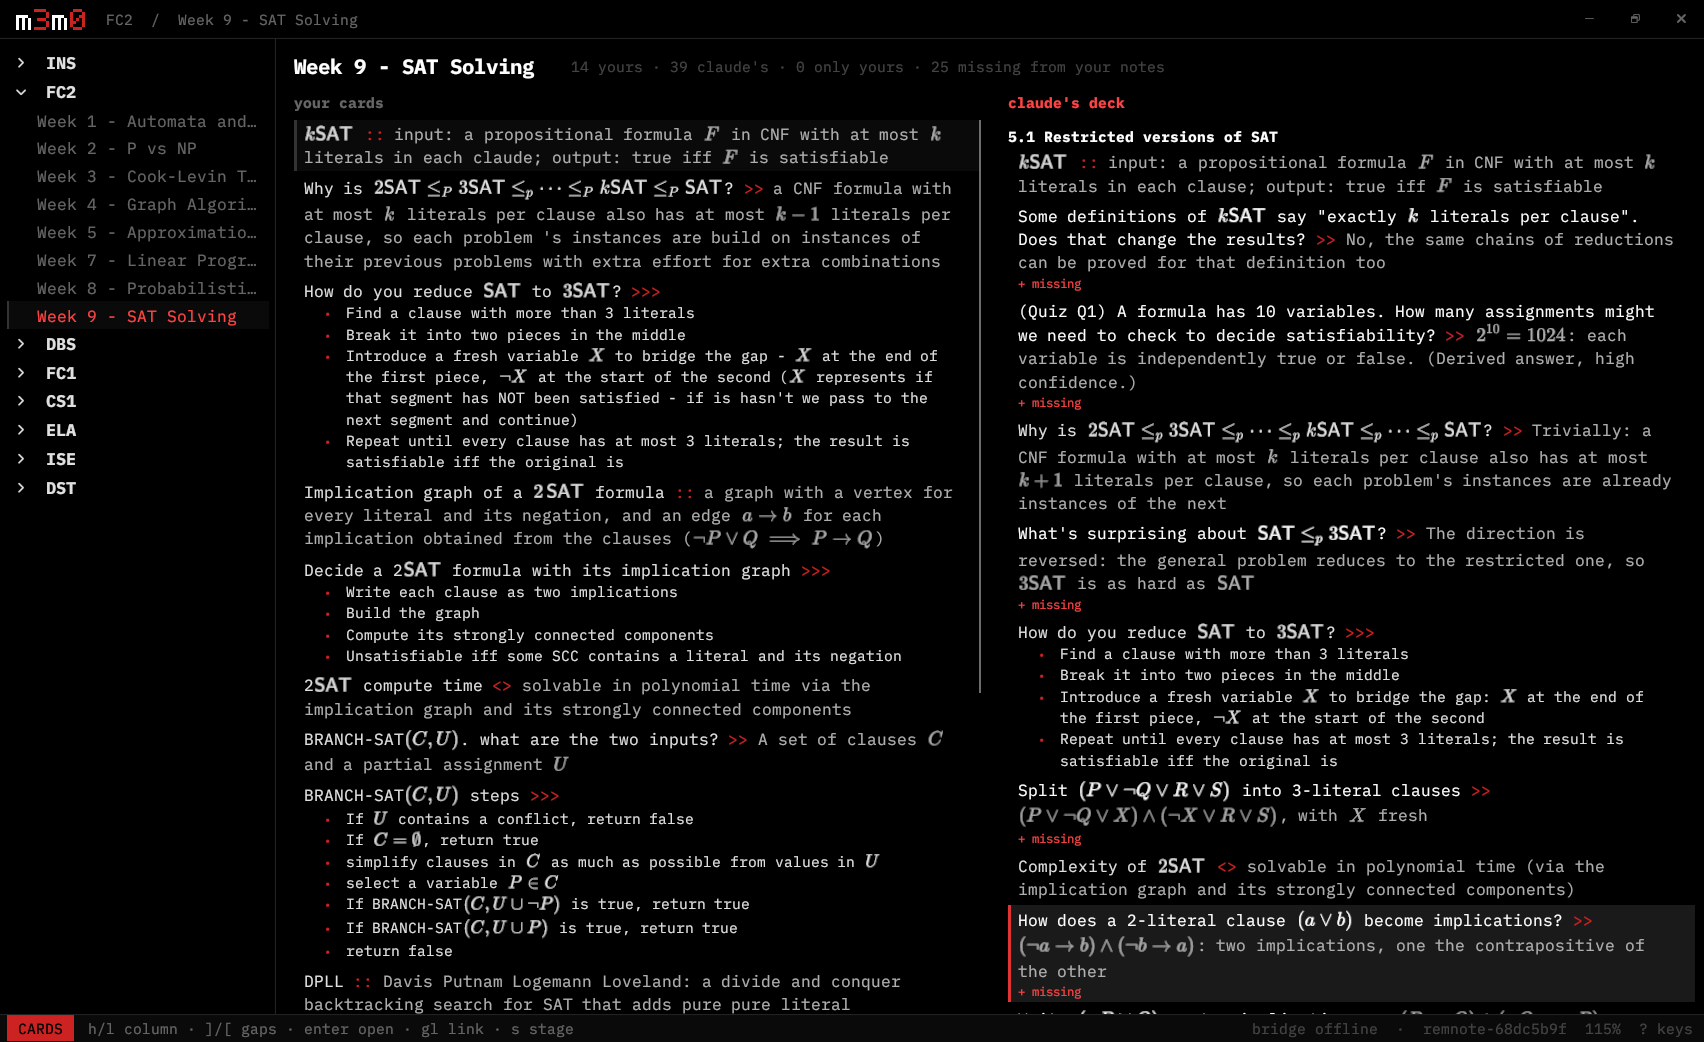 m3m0 FC2 / Week 9 - SAT Solving
INS
FC2
Week 1 - Automata and…
Week 2 - P vs NP
Week 3 - Cook-Levin T…
Week 4 - Graph Algori…
Week 5 - Approximatio…
Week 7 - Linear Progr…
Week 8 - Probabilisti…
Week 9 - SAT Solving
DBS
FC1
CS1
ELA
ISE
DST
Week 9 - SAT Solving 14 yours · 39 claude's · 0 only yours · 25 missing from your notes
your cards
kSAT :: input: a propositional formula F in CNF with at most k
literals in each claude; output: true iff F is satisfiable
Why is 2SAT ≤P 3SAT ≤p ··· ≤P kSAT ≤P SAT? >> a CNF formula with
at most k literals per clause also has at most k − 1 literals per
clause, so each problem 's instances are build on instances of
their previous problems with extra effort for extra combinations
How do you reduce SAT to 3SAT? >>>
• Find a clause with more than 3 literals
• Break it into two pieces in the middle
• Introduce a fresh variable X to bridge the gap - X at the end of
the first piece, ¬X at the start of the second (X represents if
that segment has NOT been satisfied - if is hasn't we pass to the
next segment and continue)
• Repeat until every clause has at most 3 literals; the result is
satisfiable iff the original is
Implication graph of a 2 SAT formula :: a graph with a vertex for
every literal and its negation, and an edge a → b for each
implication obtained from the clauses (¬P ∨ Q ⟹ P → Q)
Decide a 2SAT formula with its implication graph >>>
• Write each clause as two implications
• Build the graph
• Compute its strongly connected components
• Unsatisfiable iff some SCC contains a literal and its negation
2SAT compute time <> solvable in polynomial time via the
implication graph and its strongly connected components
BRANCH-SAT(C, U). what are the two inputs? >> A set of clauses C
and a partial assignment U
BRANCH-SAT(C, U) steps >>>
• If U contains a conflict, return false
• If C = ∅, return true
• simplify clauses in C as much as possible from values in U
• select a variable P ∈ C
• If BRANCH-SAT(C, U ∪ ¬P) is true, return true
• If BRANCH-SAT(C, U ∪ P) is true, return true
• return false
DPLL :: Davis Putnam Logemann Loveland: a divide and conquer
backtracking search for SAT that adds pure pure literal
claude's deck
5.1 Restricted versions of SAT
kSAT :: input: a propositional formula F in CNF with at most k
literals in each clause; output: true iff F is satisfiable
Some definitions of kSAT say "exactly k literals per clause".
Does that change the results? >> No, the same chains of reductions
can be proved for that definition too
+ missing
(Quiz Q1) A formula has 10 variables. How many assignments might
we need to check to decide satisfiability? >> 2^10 = 1024: each
variable is independently true or false. (Derived answer, high
confidence.)
+ missing
Why is 2SAT ≤p 3SAT ≤p ··· ≤p kSAT ≤p ··· ≤p SAT? >> Trivially: a
CNF formula with at most k literals per clause also has at most
k + 1 literals per clause, so each problem's instances are already
instances of the next
What's surprising about SAT ≤p 3SAT? >> The direction is
reversed: the general problem reduces to the restricted one, so
3SAT is as hard as SAT
+ missing
How do you reduce SAT to 3SAT? >>>
• Find a clause with more than 3 literals
• Break it into two pieces in the middle
• Introduce a fresh variable X to bridge the gap: X at the end of
the first piece, ¬X at the start of the second
• Repeat until every clause has at most 3 literals; the result is
satisfiable iff the original is
Split (P ∨ ¬Q ∨ R ∨ S) into 3-literal clauses >>
(P ∨ ¬Q ∨ X) ∧ (¬X ∨ R ∨ S), with X fresh
+ missing
Complexity of 2SAT <> solvable in polynomial time (via the
implication graph and its strongly connected components)
How does a 2-literal clause (a ∨ b) become implications? >>
(¬a → b) ∧ (¬b → a): two implications, one the contrapositive of
the other
+ missing
CARDS h/l column · ]/[ gaps · enter open · gl link · s stage
bridge offline · remnote-68dc5b9f 115% ? keys